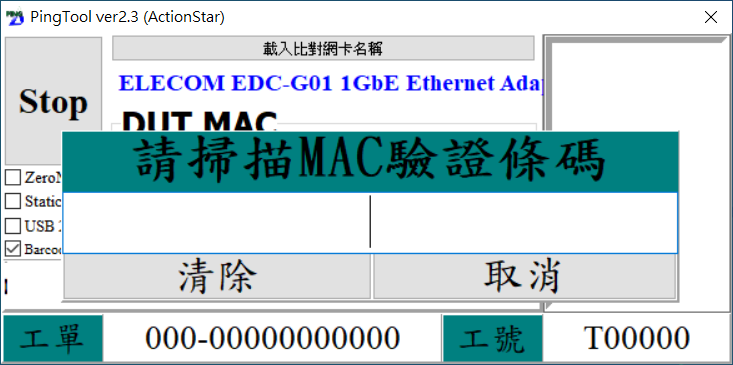 PingTool ver2.3 (ActionStar)
載入比對網卡名稱
Stop
ELECOM EDC-G01 1GbE Ethernet
DUT MAC
請掃描MAC驗證條碼
Static
USB
清除
取消
工單
000-00000000000
工號
T00000